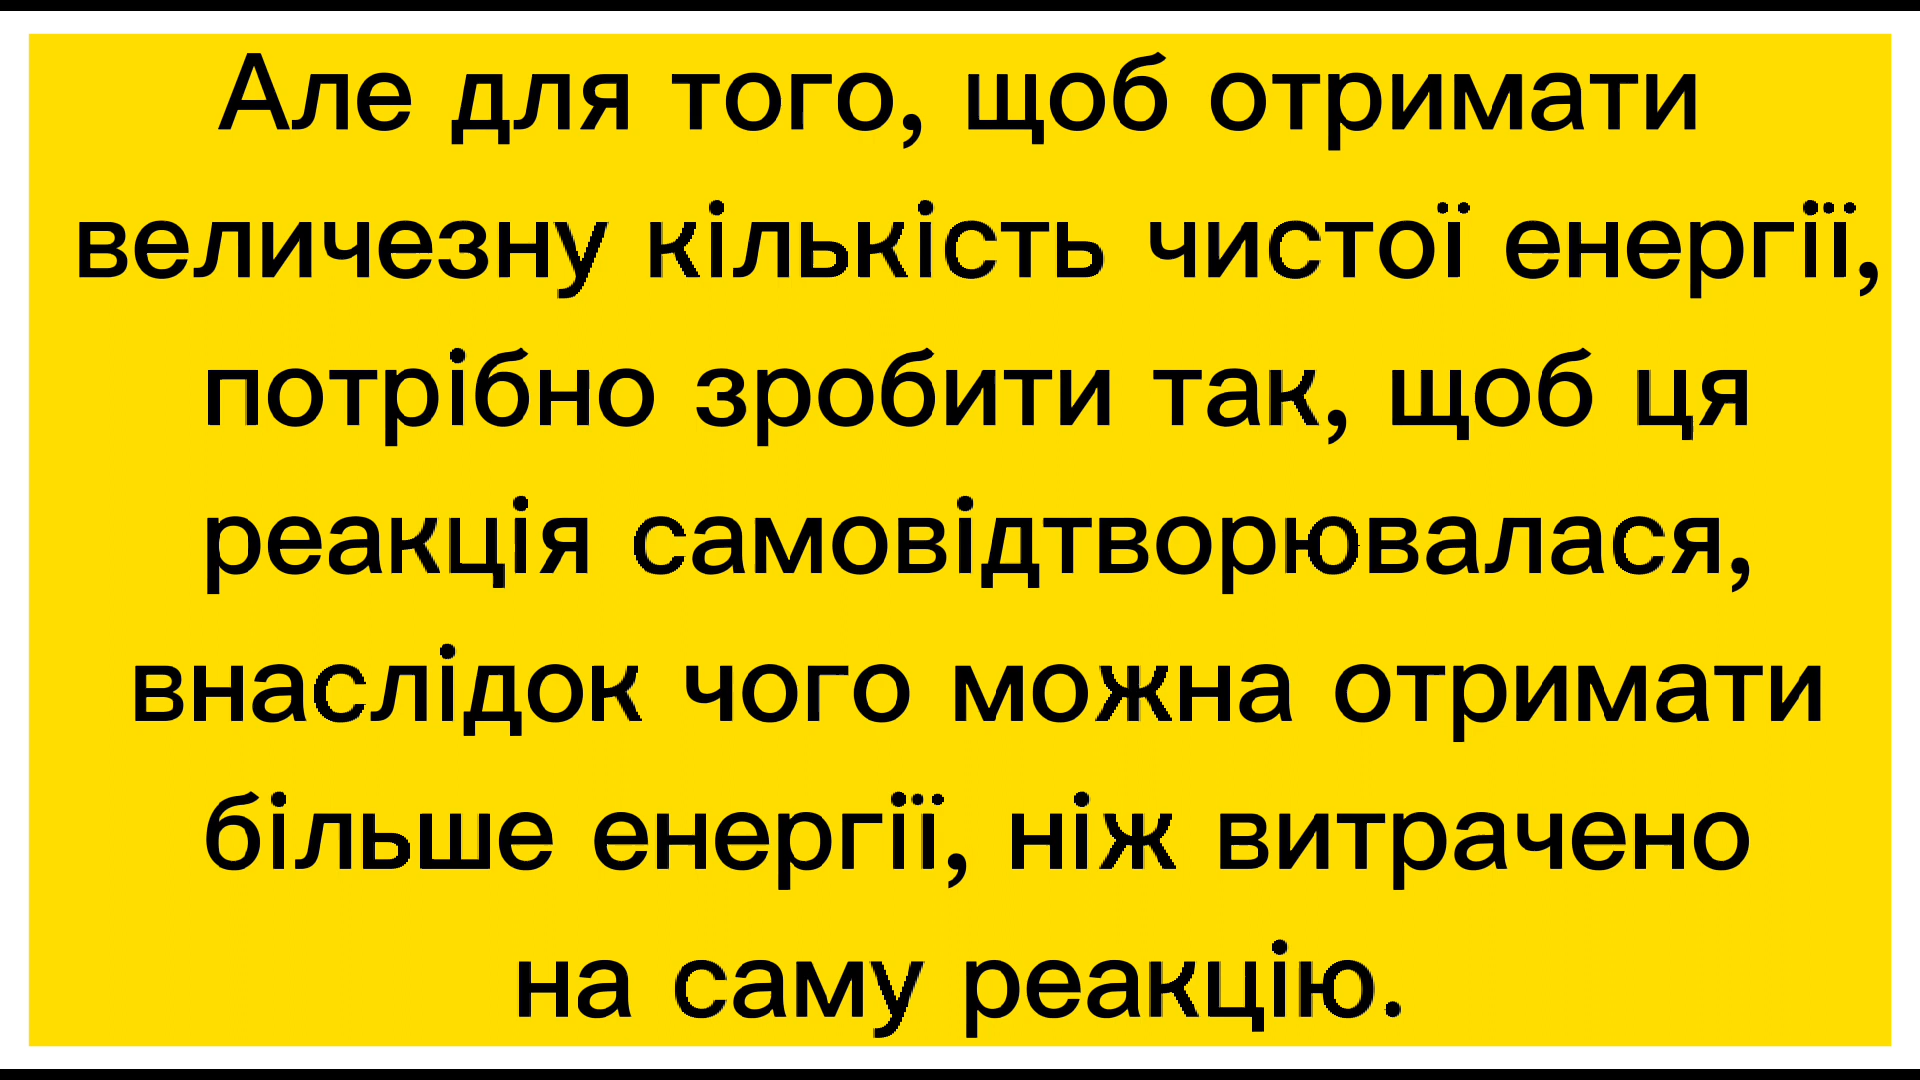 Але для того, щоб отримати
величезну кількість чистої енергії,
потрібно зробити так, щоб ця
реакція самовідтворювалася,
внаслідок чого можна отримати
більше енергії, ніж витрачено
на саму реакцію.